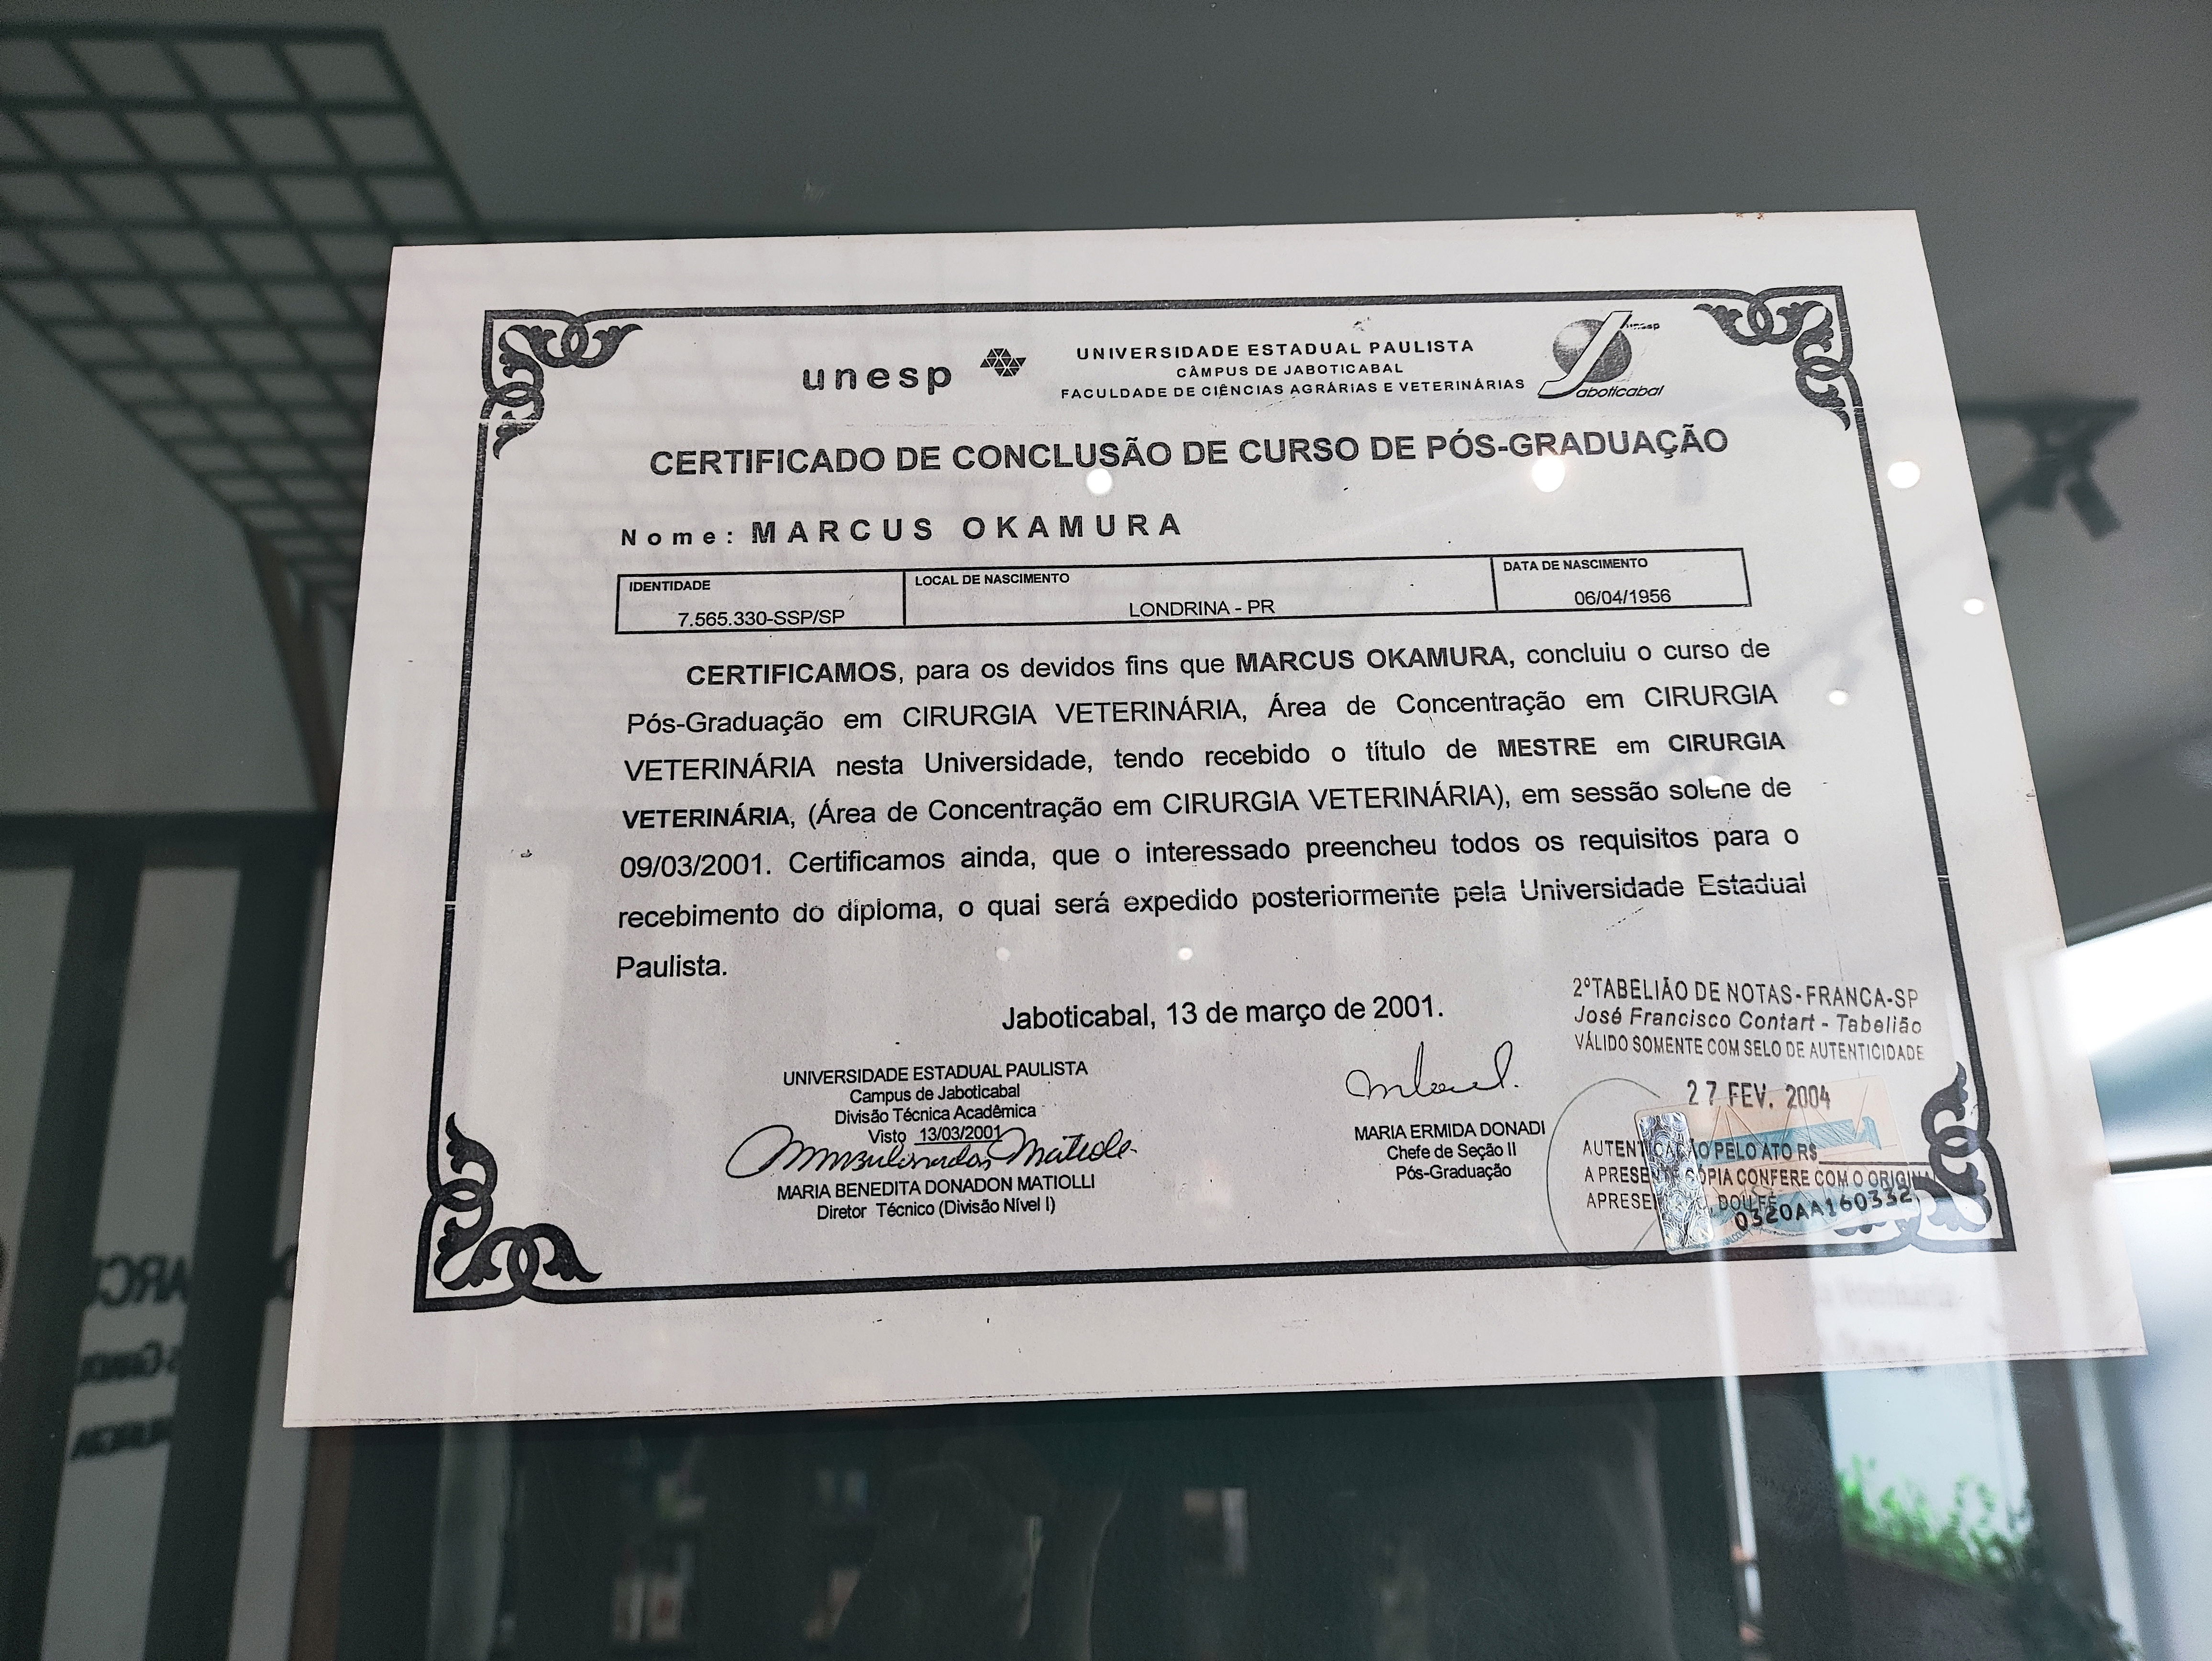 unesp
UNIVERSIDADE ESTADUAL PAULISTA
CÂMPUS DE JABOTICABAL
FACULDADE DE CIÊNCIAS AGRÁRIAS E VETERINÁRIAS
unesp
Jaboticabal
CERTIFICADO DE CONCLUSÃO DE CURSO DE PÓS-GRADUAÇÃO
Nome: MARCUS OKAMURA
IDENTIDADE
7.565.330-SSP/SP
LOCAL DE NASCIMENTO
LONDRINA - PR
DATA DE NASCIMENTO
06/04/1956
CERTIFICAMOS, para os devidos fins que MARCUS OKAMURA, concluiu o curso de
Pós-Graduação em CIRURGIA VETERINÁRIA, Área de Concentração em CIRURGIA
VETERINÁRIA nesta Universidade, tendo recebido o título de MESTRE em CIRURGIA
VETERINÁRIA, (Área de Concentração em CIRURGIA VETERINÁRIA), em sessão solene de
09/03/2001. Certificamos ainda, que o interessado preencheu todos os requisitos para o
recebimento do diploma, o qual será expedido posteriormente pela Universidade Estadual
Paulista.
Jaboticabal, 13 de março de 2001.
UNIVERSIDADE ESTADUAL PAULISTA
Campus de Jaboticabal
Divisão Técnica Acadêmica
Visto 13/03/2001
MARIA BENEDITA DONADON MATIOLLI
Diretor Técnico (Divisão Nível I)
MARIA ERMIDA DONADI
Chefe de Seção II
Pós-Graduação
2º TABELIÃO DE NOTAS-FRANCA-SP
José Francisco Contart - Tabelião
VÁLIDO SOMENTE COM SELO DE AUTENTICIDADE
27 FEV. 2004
PELO ATO R$
CONFERE COM O
DOU FÉ
0320AA160332